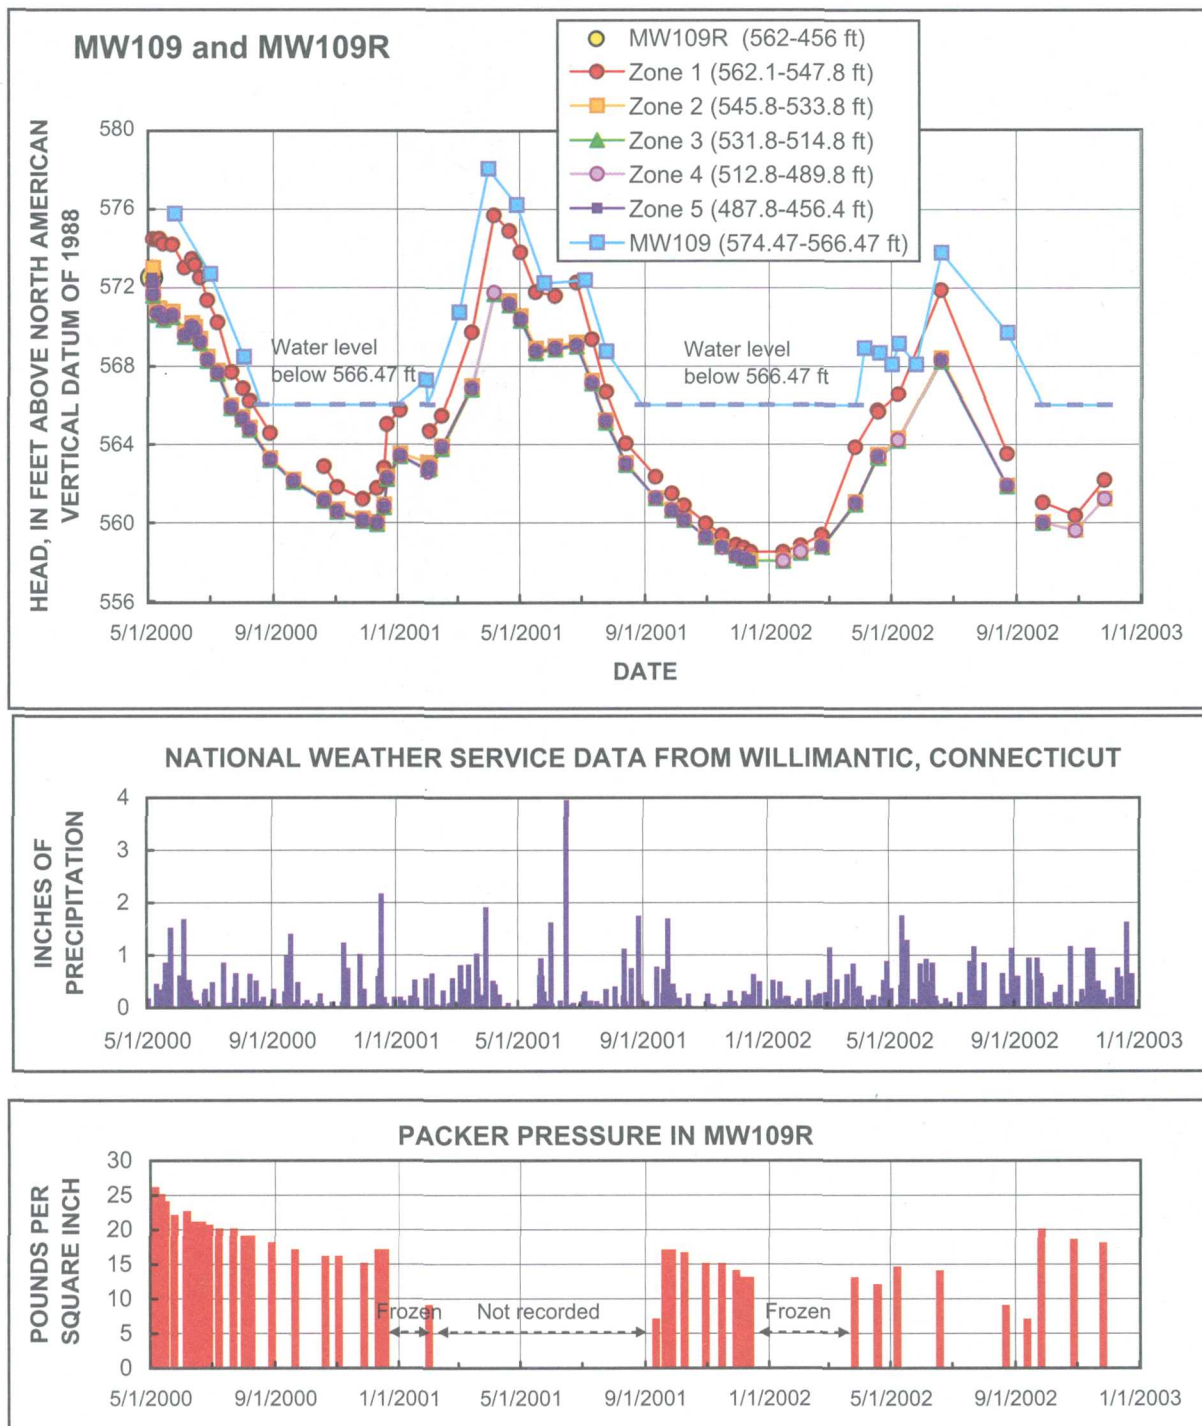 MW109 and MW109R
MW109R (562-456 ft)
Zone 1 (562.1-547.8 ft)
Zone 2 (545.8-533.8 ft)
Zone 3 (531.8-514.8 ft)
Zone 4 (512.8-489.8 ft)
Zone 5 (487.8-456.4 ft)
MW109 (574.47-566.47 ft)
HEAD, IN FEET ABOVE NORTH AMERICAN
VERTICAL DATUM OF 1988
580
576
572
568
564
560
556
Water level
below 566.47 ft
Water level
below 566.47 ft
5/1/2000 9/1/2000 1/1/2001 5/1/2001 9/1/2001 1/1/2002 5/1/2002 9/1/2002 1/1/2003
DATE
NATIONAL WEATHER SERVICE DATA FROM WILLIMANTIC, CONNECTICUT
INCHES OF
PRECIPITATION
4
3
2
1
0
5/1/2000 9/1/2000 1/1/2001 5/1/2001 9/1/2001 1/1/2002 5/1/2002 9/1/2002 1/1/2003
PACKER PRESSURE IN MW109R
POUNDS PER
SQUARE INCH
30
25
20
15
10
5
0
Frozen Not recorded Frozen
5/1/2000 9/1/2000 1/1/2001 5/1/2001 9/1/2001 1/1/2002 5/1/2002 9/1/2002 1/1/2003